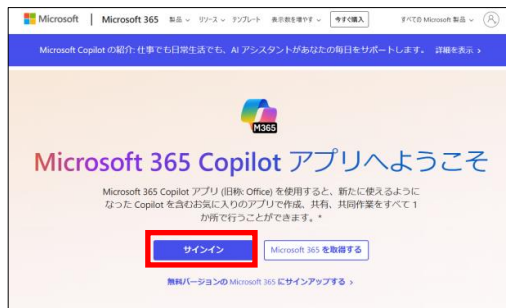 Microsoft | Microsoft 365 製品 リソース テンプレート 表示数を増やす 今すぐ購入 すべての Microsoft 製品
Microsoft Copilot の紹介: 仕事でも日常生活でも、AI アシスタントがあなたの毎日をサポートします。 詳細を表示 >
M365
Microsoft 365 Copilot アプリへようこそ
Microsoft 365 Copilot アプリ (旧称: Office) を使用すると、新たに使えるように
なった Copilot を含むお気に入りのアプリで作成、共有、共同作業をすべて 1
か所で行うことができます。*
サインイン Microsoft 365 を取得する
無料バージョンの Microsoft 365 にサインアップする >